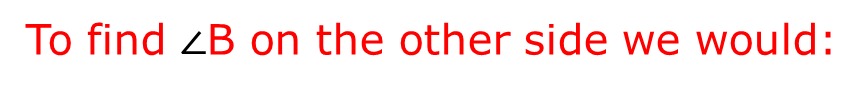 To find ∠B on the other side we would: